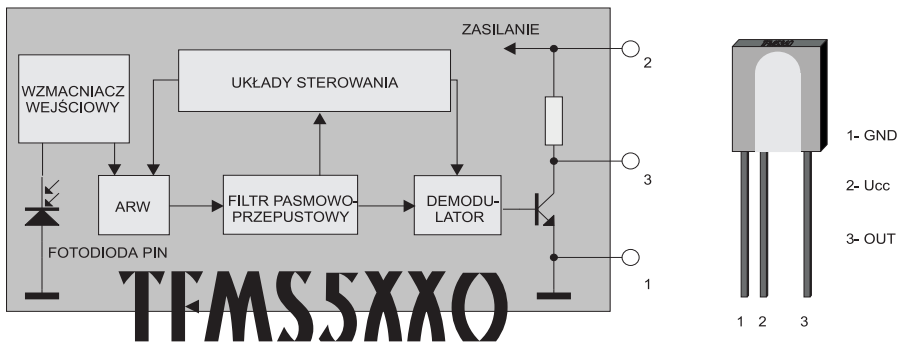 ZASILANIE
2
WZMACNIACZ
WEJŚCIOWY
UKŁADY STEROWANIA
3
ARW
FILTR PASMOWO-
PRZEPUSTOWY
DEMODU-
LATOR
FOTODIODA PIN
1
TFMS5XX0
1- GND
2- Ucc
3- OUT
1 2 3